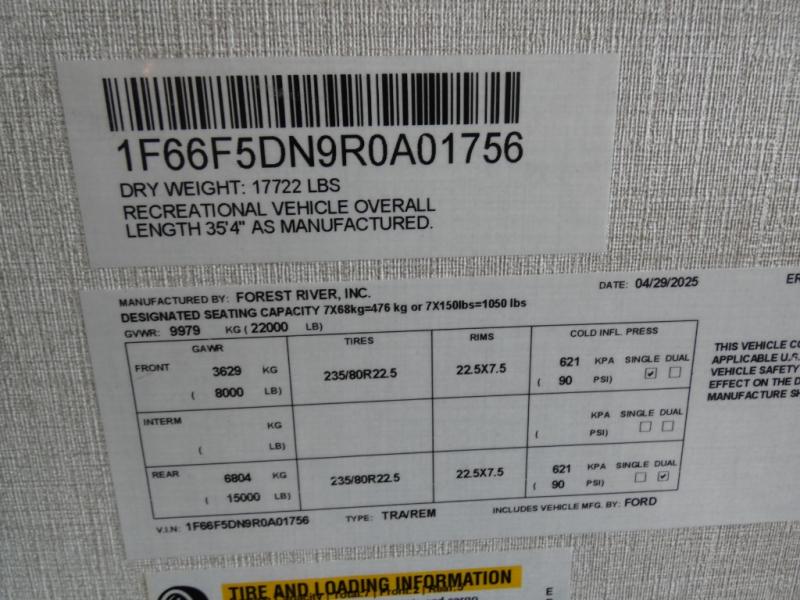 1F66F5DN9R0A01756
DRY WEIGHT: 17722 LBS
RECREATIONAL VEHICLE OVERALL
LENGTH 35'4" AS MANUFACTURED.
MANUFACTURED BY: FOREST RIVER, INC. DATE: 04/29/2025
DESIGNATED SEATING CAPACITY 7X68kg=476 kg or 7X150lbs=1050 lbs
GVWR: 9979 KG ( 22000 LB)
GAWR TIRES RIMS COLD INFL. PRESS
FRONT 3629 KG 235/80R22.5 22.5X7.5 621 KPA SINGLE DUAL
( 8000 LB) ( 90 PSI)
INTERM KG KPA SINGLE DUAL
( LB) ( PSI)
REAR 6804 KG 235/80R22.5 22.5X7.5 621 KPA SINGLE DUAL
( 15000 LB) ( 90 PSI)
V.I.N: 1F66F5DN9R0A01756 TYPE: TRA/REM INCLUDES VEHICLE MFG. BY: FORD
THIS VEHICLE
APPLICABLE U.S.
VEHICLE SAFETY
EFFECT ON THE
MANUFACTURE
TIRE AND LOADING INFORMATION